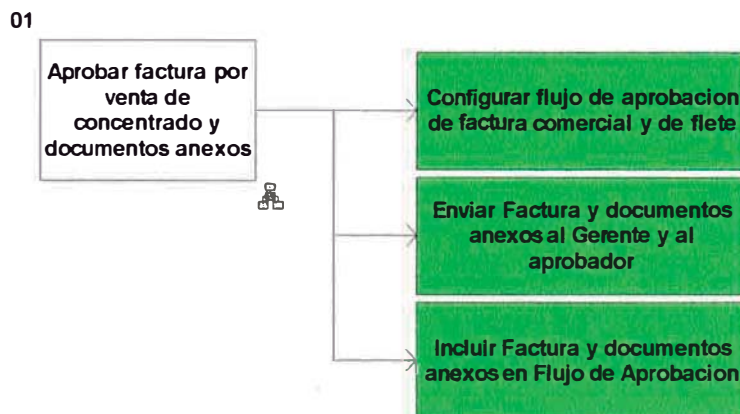 01
Aprobar factura por
venta de
concentrado y
documentos anexos
Configurar flujo de aprobacion
de factura comercial y de flete
Enviar Factura y documentos
anexos al Gerente y al
aprobador
Incluir Factura y documentos
anexos en Flujo de Aprobacion